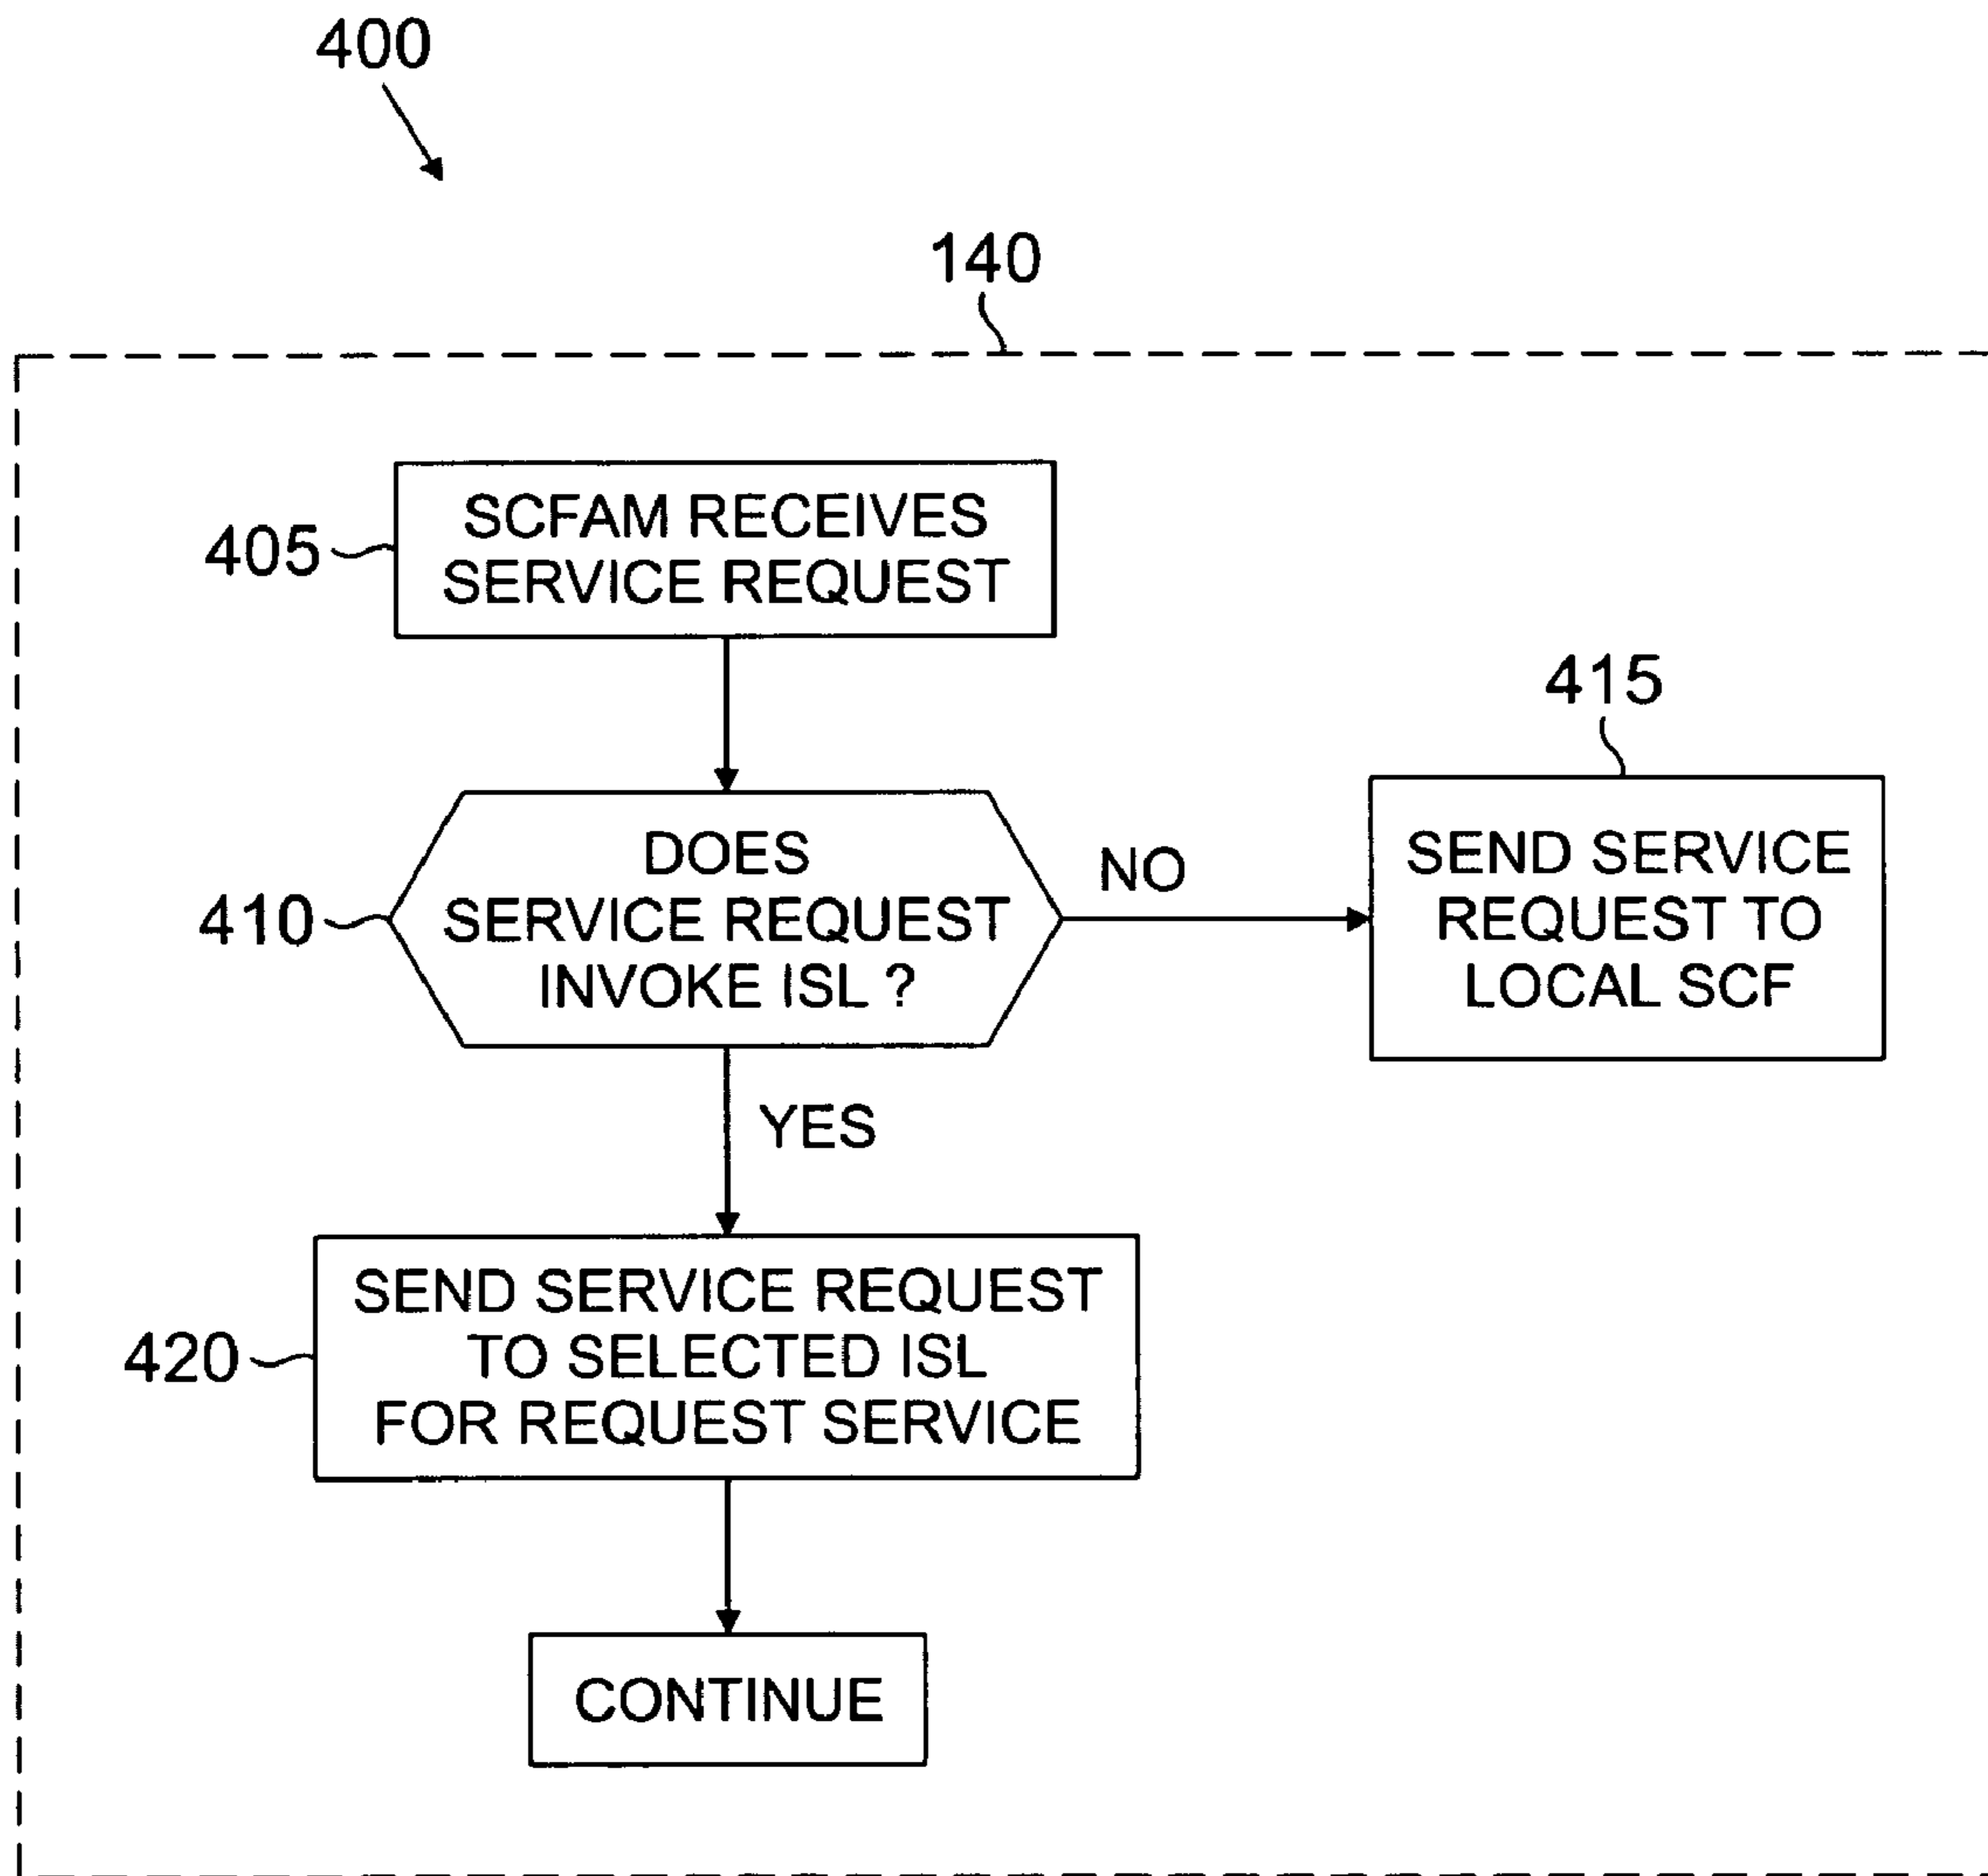 400
140
405
SCFAM RECEIVES
SERVICE REQUEST
410
DOES
SERVICE REQUEST
INVOKE ISL ?
NO
415
SEND SERVICE
REQUEST TO
LOCAL SCF
YES
420
SEND SERVICE REQUEST
TO SELECTED ISL
FOR REQUEST SERVICE
CONTINUE